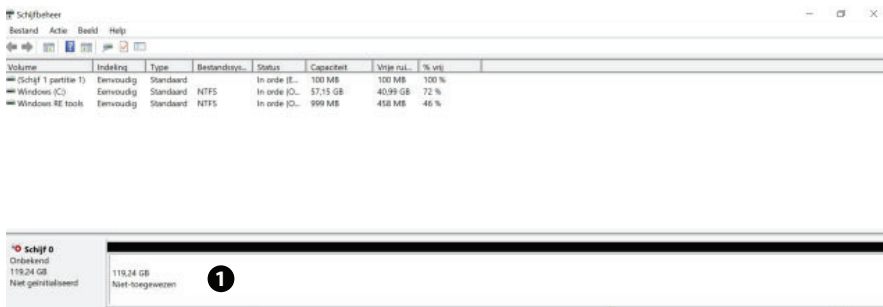 Schijfbeheer
Bestand Actie Beeld Help
Volume Indeling Type Bestandssys... Status Capaciteit Vrije rui... % vrij
(Schijf 1 partitie 1) Eenvoudig Standaard In orde (E... 100 MB 100 MB 100 %
Windows (C:) Eenvoudig Standaard NTFS In orde (O... 57,15 GB 40,99 GB 72 %
Windows RE tools Eenvoudig Standaard NTFS In orde (O... 999 MB 458 MB 46 %
Schijf 0
Onbekend
119,24 GB
Niet geïnitialiseerd
119,24 GB
Niet-toegewezen
1